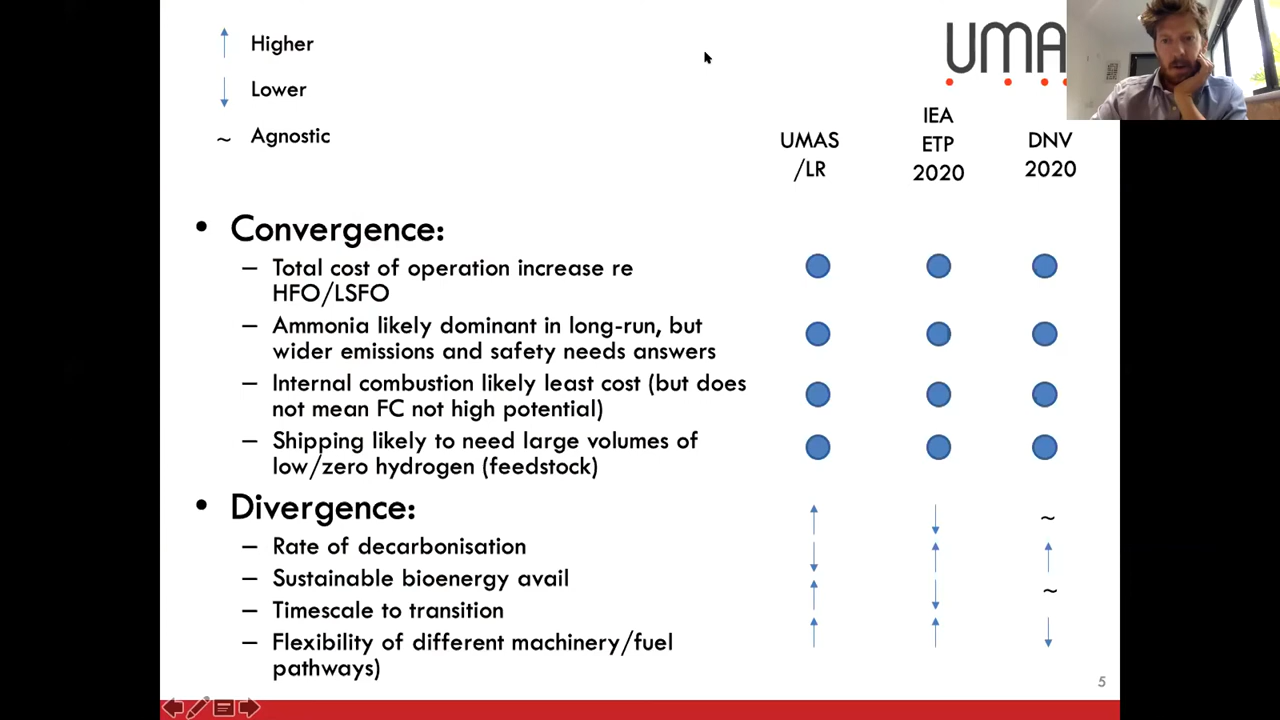 ↑ Higher
↓ Lower
~ Agnostic
UMA
UMAS
/LR
IEA
ETP
2020
DNV
2020
• Convergence:
– Total cost of operation increase re
HFO/LSFO
– Ammonia likely dominant in long-run, but
wider emissions and safety needs answers
– Internal combustion likely least cost (but does
not mean FC not high potential)
– Shipping likely to need large volumes of
low/zero hydrogen (feedstock)
• Divergence:
– Rate of decarbonisation
– Sustainable bioenergy avail
– Timescale to transition
– Flexibility of different machinery/fuel
pathways)
↑ ↓ ~
↓ ↑ ↑
↑ ↓ ~
↑ ↑ ↓
5